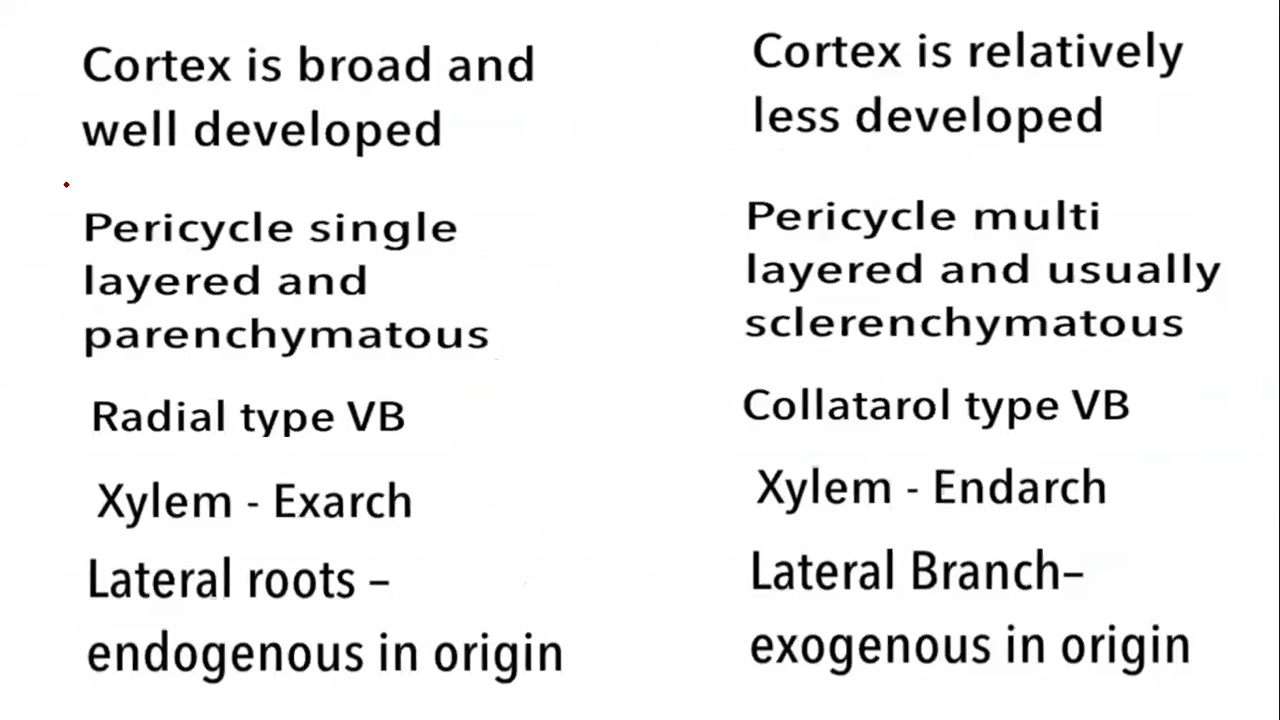 Cortex is broad and
well developed
Pericycle single
layered and
parenchymatous
Radial type VB
Xylem - Exarch
Lateral roots –
endogenous in origin
Cortex is relatively
less developed
Pericycle multi
layered and usually
sclerenchymatous
Collatarol type VB
Xylem - Endarch
Lateral Branch–
exogenous in origin